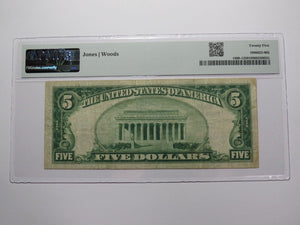 Jones | Woods
Twenty Five
THE UNITED STATES OF AMERICA
5 5
FIVE FIVE
FIVE DOLLARS